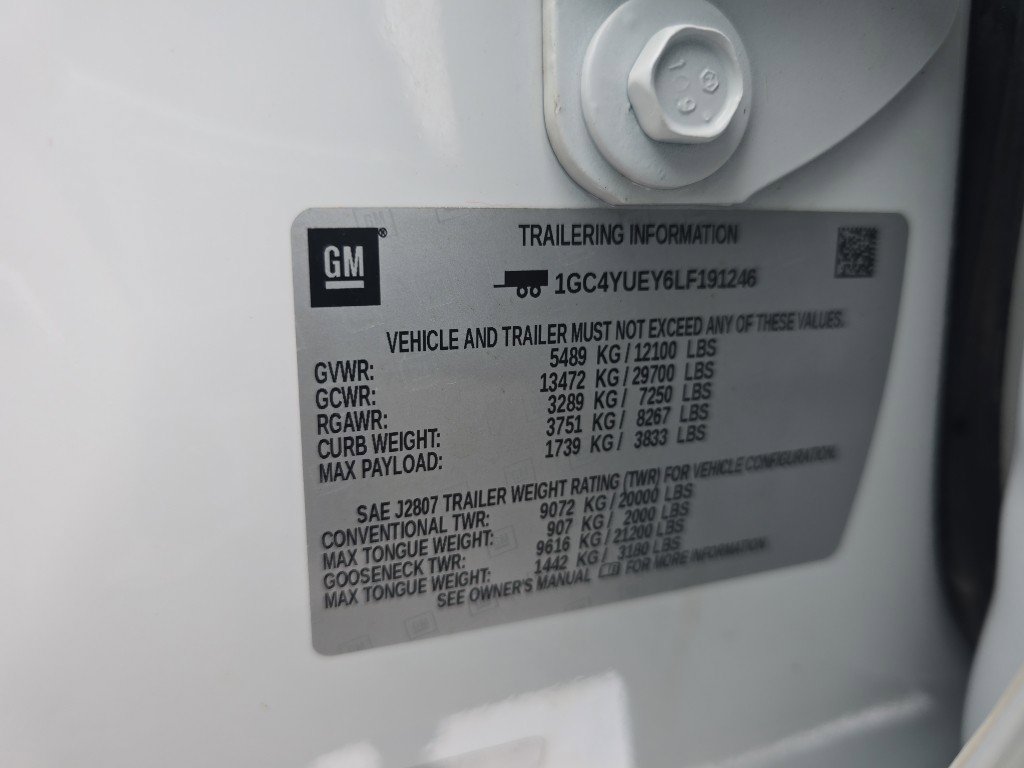 109
GM®
TRAILERING INFORMATION
1GC4YUEY6LF191246
VEHICLE AND TRAILER MUST NOT EXCEED ANY OF THESE VALUES.
GVWR: 5489 KG / 12100 LBS
GCWR: 13472 KG / 29700 LBS
RGAWR: 3289 KG / 7250 LBS
CURB WEIGHT: 3751 KG / 8267 LBS
MAX PAYLOAD: 1739 KG / 3833 LBS
SAE J2807 TRAILER WEIGHT RATING (TWR) FOR VEHICLE CONFIGURATION.
CONVENTIONAL TWR: 9072 KG / 20000 LBS
MAX TONGUE WEIGHT: 907 KG / 2000 LBS
GOOSENECK TWR: 9616 KG / 21200 LBS
MAX TONGUE WEIGHT: 1442 KG / 3180 LBS
SEE OWNER'S MANUAL FOR MORE INFORMATION